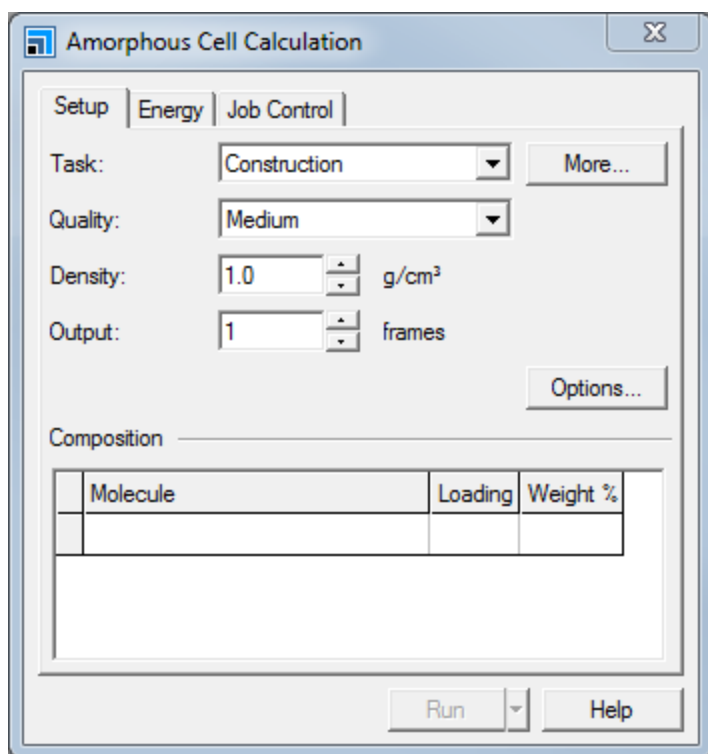 Amorphous Cell Calculation
Setup Energy Job Control
Task: Construction More...
Quality: Medium
Density: 1.0 g/cm³
Output: 1 frames
Options...
Composition
Molecule Loading Weight %
Run Help